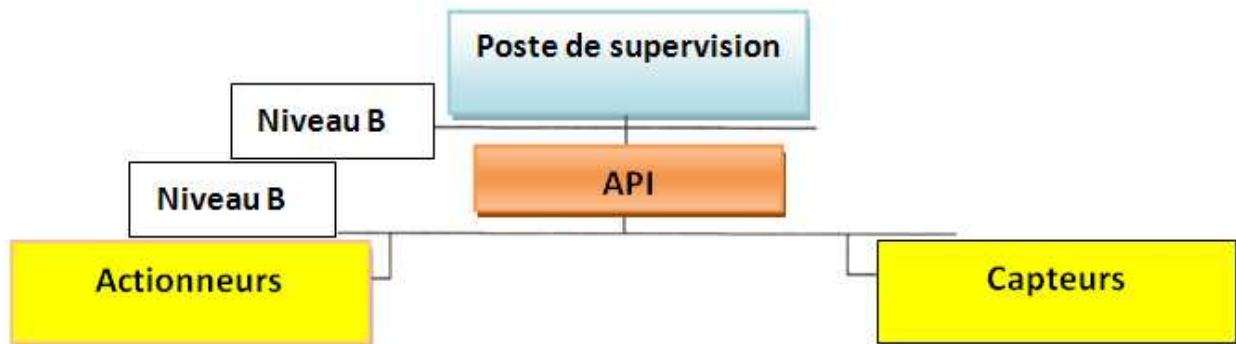 Poste de supervision
Niveau B
API
Niveau B
Actionneurs
Capteurs